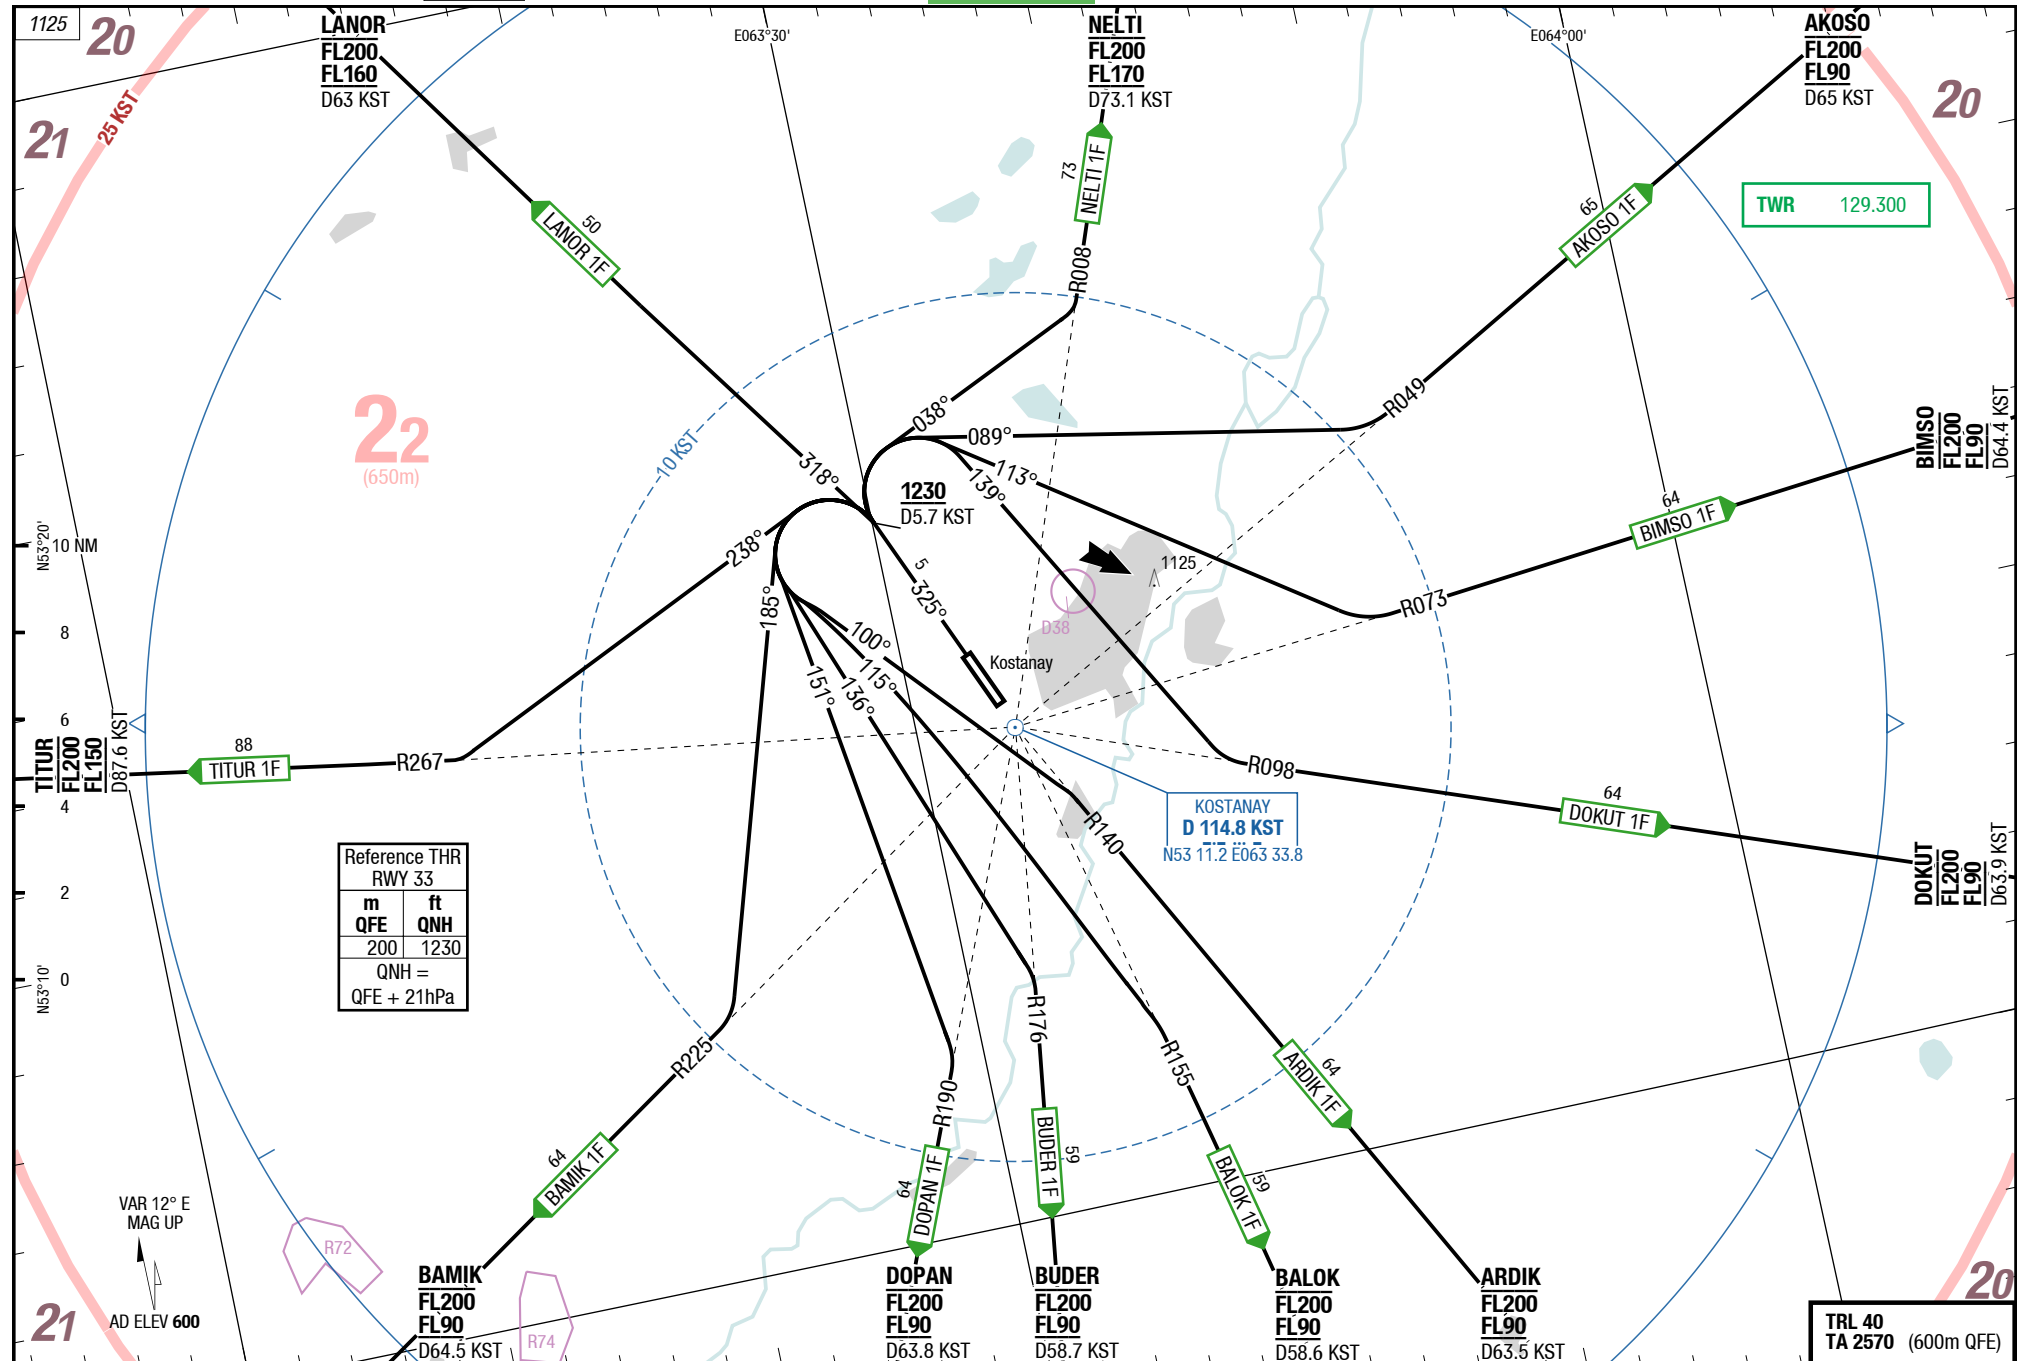 1125
20
21
25 KST
LANOR
FL200
FL160
D63 KST
E063°30'
NELTI
FL200
FL170
D73.1 KST
E064°00'
AKOSO
FL200
FL90
D65 KST
20
TWR 129.300
73
NELTI 1F
R008
50
LANOR 1F
65
AKOSO 1F
R049
22
(650m)
10 KST
318°
038°
089°
113°
139°
1230
D5.7 KST
BIMSO
FL200
FL90
D64.4 KST
64
BIMSO 1F
R073
N53°20'
10 NM
8
6
4
2
0
N53°10'
238°
185°
5
325°
100°
115°
136°
151°
Kostanay
D38
1125
TITUR
FL200
FL150
D87.6 KST
88
TITUR 1F
R267
R098
64
DOKUT 1F
DOKUT
FL200
FL90
D63.9 KST
KOSTANAY
D 114.8 KST
N53 11.2 E063 33.8
Reference THR
RWY 33
m ft
QFE QNH
200 1230
QNH =
QFE + 21hPa
R140
R176
R155
R190
R225
64
ARDIK 1F
59
BALOK 1F
59
BUDER 1F
64
DOPAN 1F
64
BAMIK 1F
VAR 12° E
MAG UP
AD ELEV 600
R72
R74
21
BAMIK
FL200
FL90
D64.5 KST
DOPAN
FL200
FL90
D63.8 KST
BUDER
FL200
FL90
D58.7 KST
BALOK
FL200
FL90
D58.6 KST
ARDIK
FL200
FL90
D63.5 KST
20
TRL 40
TA 2570 (600m QFE)